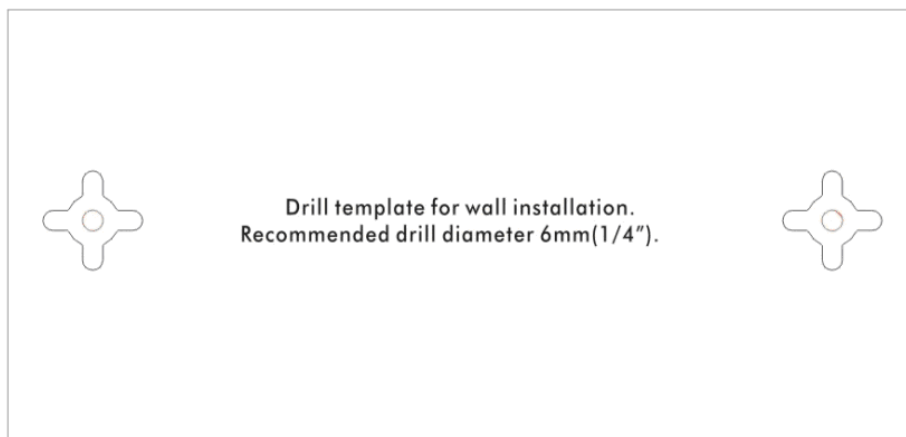 Drill template for wall installation.
Recommended drill diameter 6mm(1/4″).